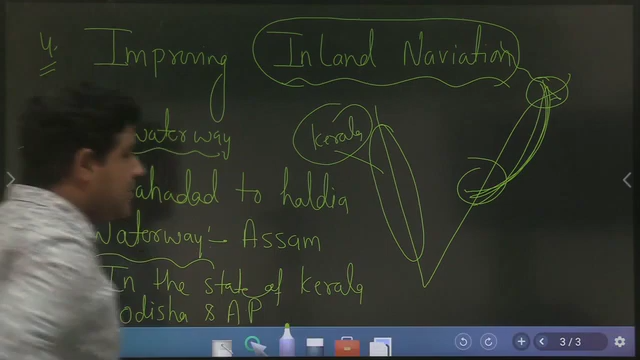 4. Improving Inland Naviation
waterway
kerala
ahadad to haldia
waterway:- Assam
In the state of kerala
odisha & AP
3/3